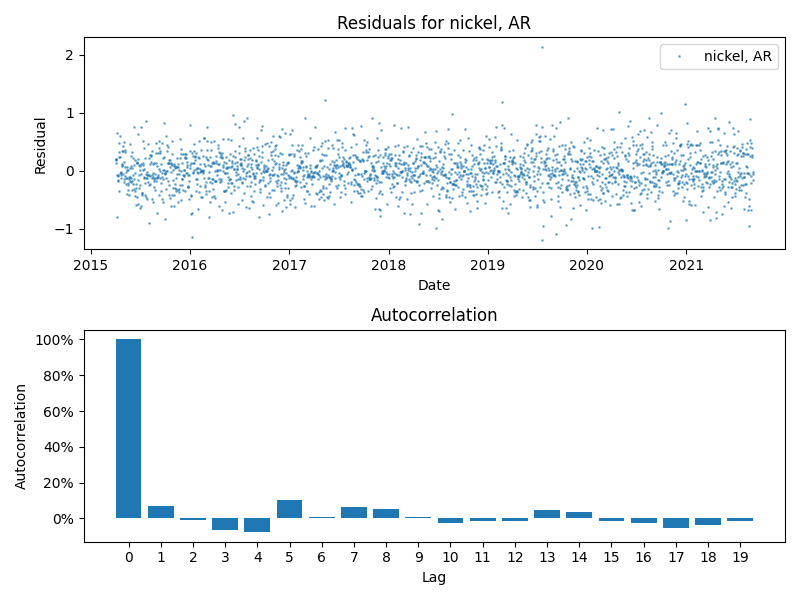 Residuals for nickel, AR
nickel, AR
2
1
0
−1
Residual
2015 2016 2017 2018 2019 2020 2021
Date
Autocorrelation
100%
80%
60%
40%
20%
0%
Autocorrelation
0 1 2 3 4 5 6 7 8 9 10 11 12 13 14 15 16 17 18 19
Lag